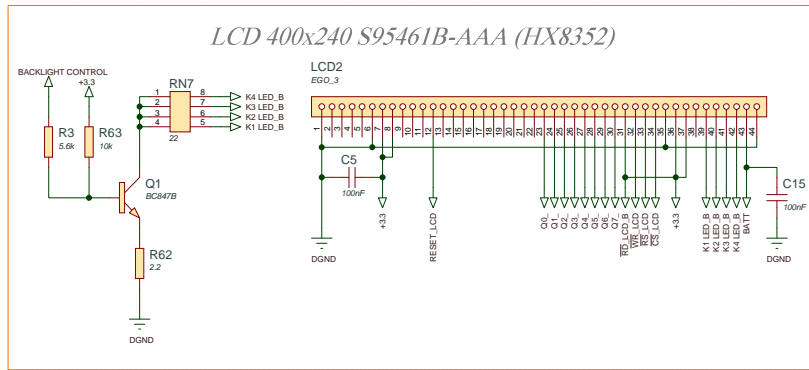 LCD 400x240 S95461B-AAA (HX8352)
BACKLIGHT CONTROL
+3.3
R3
5.6k
R63
10k
RN7
1 8
2 7
3 6
4 5
22
K4 LED_B
K3 LED_B
K2 LED_B
K1 LED_B
Q1
BC847B
R62
2.2
DGND
LCD2
EGO_3
1 2 3 4 5 6 7 8 9 10 11 12 13 14 15 16 17 18 19 20 21 22 23 24 25 26 27 28 29 30 31 32 33 34 35 36 37 38 39 40 41 42 43 44
C5
100nF
DGND
+3.3
RESET_LCD
Q0_
Q1_
Q2_
Q3_
Q4_
Q5_
Q6_
Q7_
RD_LCD_B
WR_LCD
RS_LCD
CS_LCD
+3.3
K1 LED_B
K2 LED_B
K3 LED_B
K4 LED_B
BATT
C15
100nF
DGND